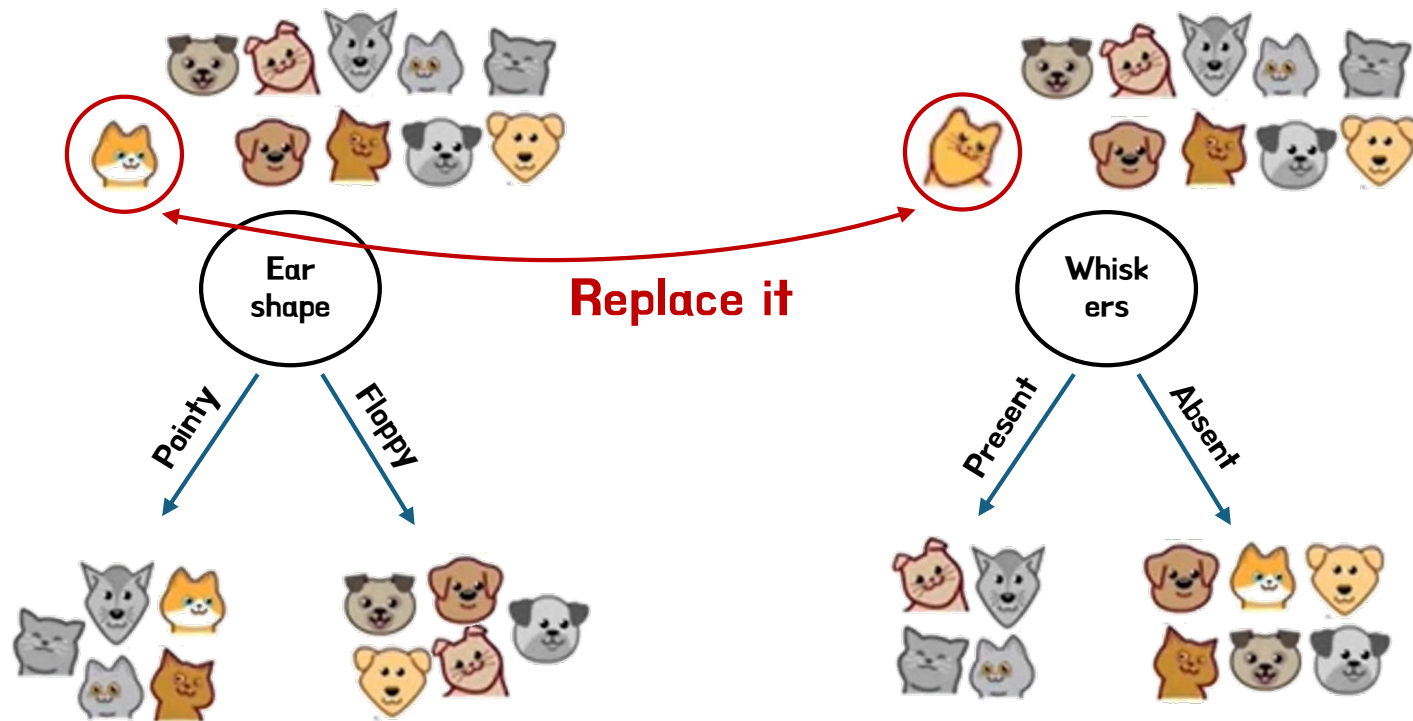 Ear
shape
Replace it
Whisk
ers
Pointy
Floppy
Present
Absent